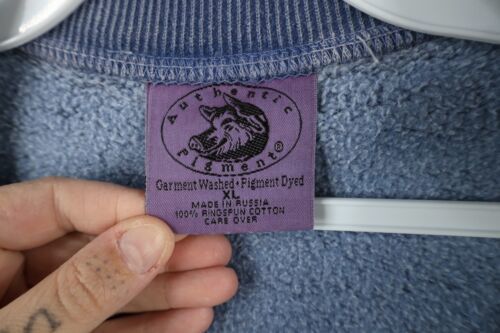 Authentic
Pigment®
Garment Washed • Pigment Dyed
XL
MADE IN RUSSIA
100% RINGSPUN COTTON
CARE OVER